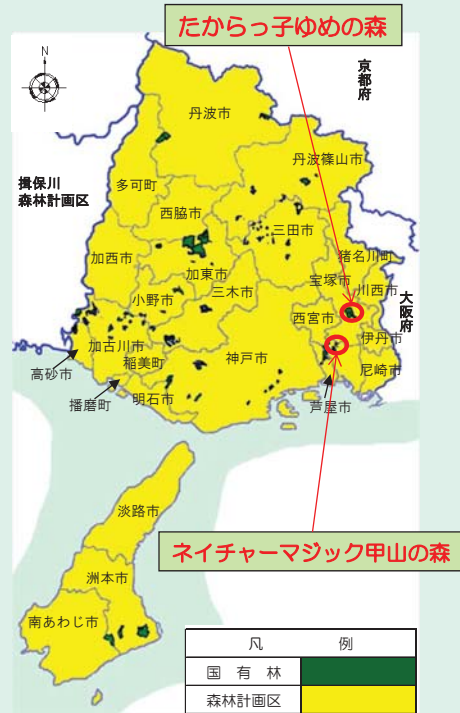 たからっ子ゆめの森
N
京都府
丹波市
丹波篠山市
揖保川
森林計画区
多可町
西脇市
三田市
猪名川町
加西市
加東市
宝塚市
川西市
大阪府
小野市
三木市
西宮市
伊丹市
加古川市
稲美町
神戸市
尼崎市
高砂市
播磨町
明石市
芦屋市
淡路市
ネイチャーマジック甲山の森
洲本市
南あわじ市
凡 例
国有林
森林計画区